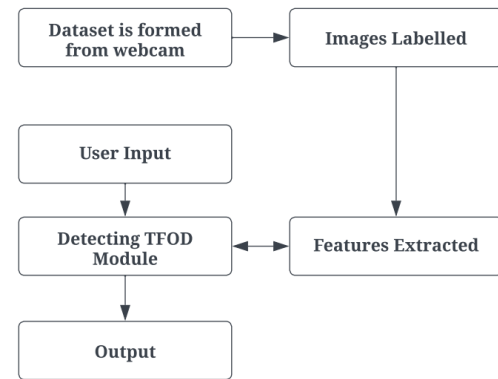 Dataset is formed
from webcam
Images Labelled
User Input
Detecting TFOD
Module
Features Extracted
Output